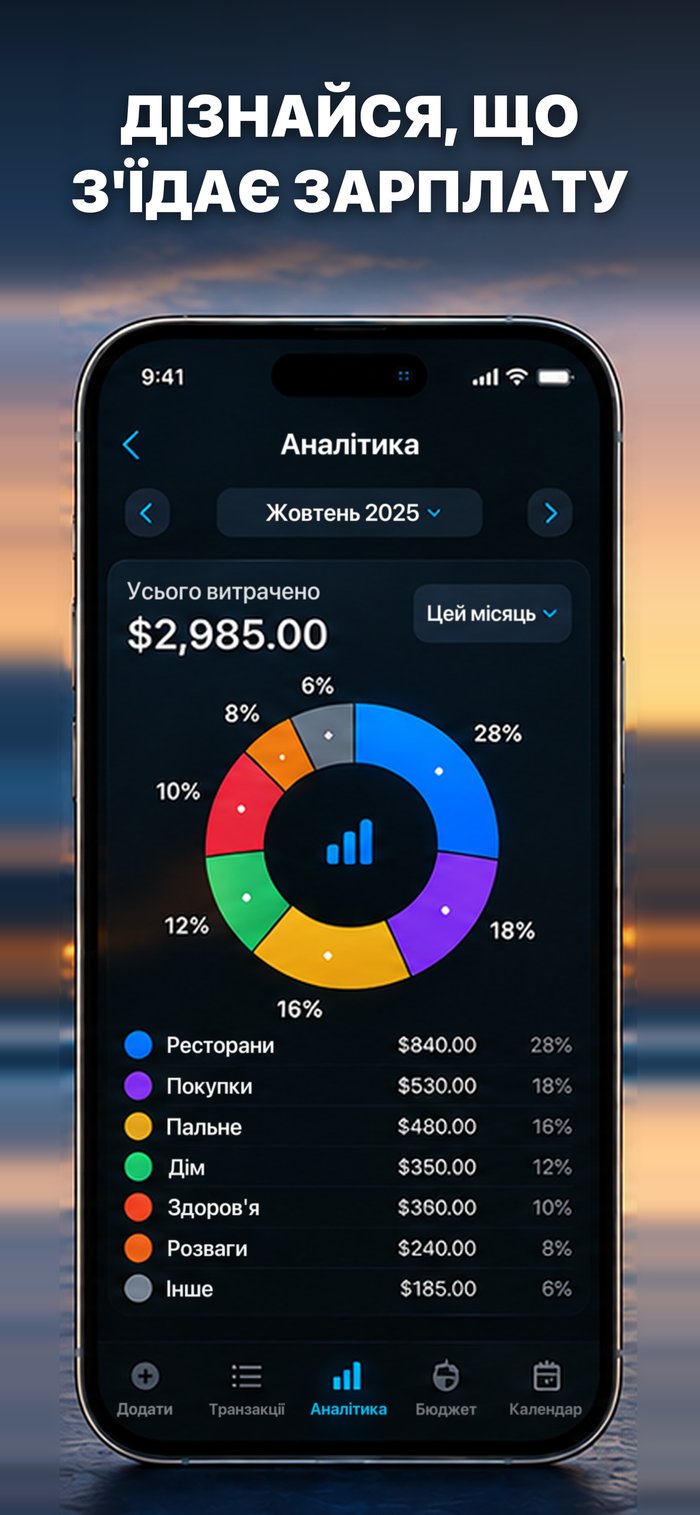 ДІЗНАЙСЯ, ЩО
З'ЇДАЄ ЗАРПЛАТУ
9:41
Аналітика
Жовтень 2025
Усього витрачено
$2,985.00
Цей місяць
6%
8%
28%
10%
12%
18%
16%
Ресторани $840.00 28%
Покупки $530.00 18%
Пальне $480.00 16%
Дім $350.00 12%
Здоров'я $360.00 10%
Розваги $240.00 8%
Інше $185.00 6%
Додати Транзакції Аналітика Бюджет Календар